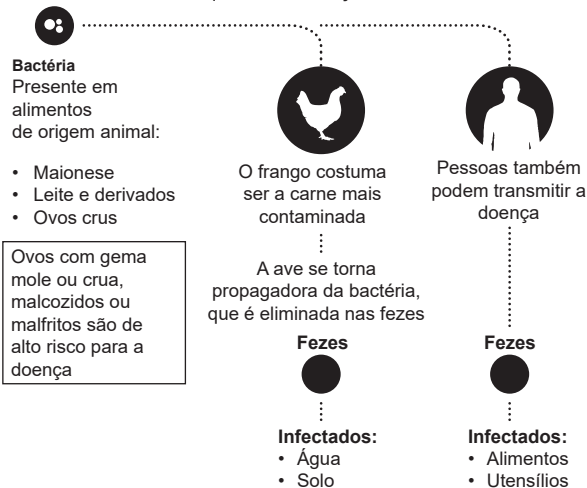 Bactéria
Presente em
alimentos
de origem animal:
• Maionese
• Leite e derivados
• Ovos crus
Ovos com gema
mole ou crua,
malcozidos ou
malfritos são de
alto risco para a
doença
O frango costuma
ser a carne mais
contaminada
A ave se torna
propagadora da bactéria,
que é eliminada nas fezes
Fezes
Infectados:
• Água
• Solo
Pessoas também
podem transmitir a
doença
Fezes
Infectados:
• Alimentos
• Utensílios